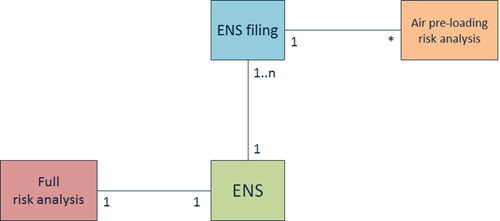 ENS filing
1
*
Air pre-loading
risk analysis
1..n
1
Full
risk analysis
1
1
ENS